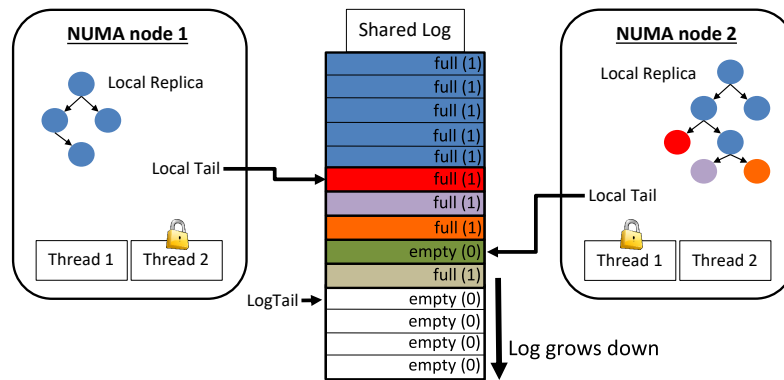 NUMA node 1
Local Replica
Local Tail
Thread 1
Thread 2
Shared Log
full (1)
full (1)
full (1)
full (1)
full (1)
full (1)
full (1)
full (1)
empty (0)
full (1)
empty (0)
empty (0)
empty (0)
empty (0)
LogTail
Log grows down
NUMA node 2
Local Replica
Local Tail
Thread 1
Thread 2